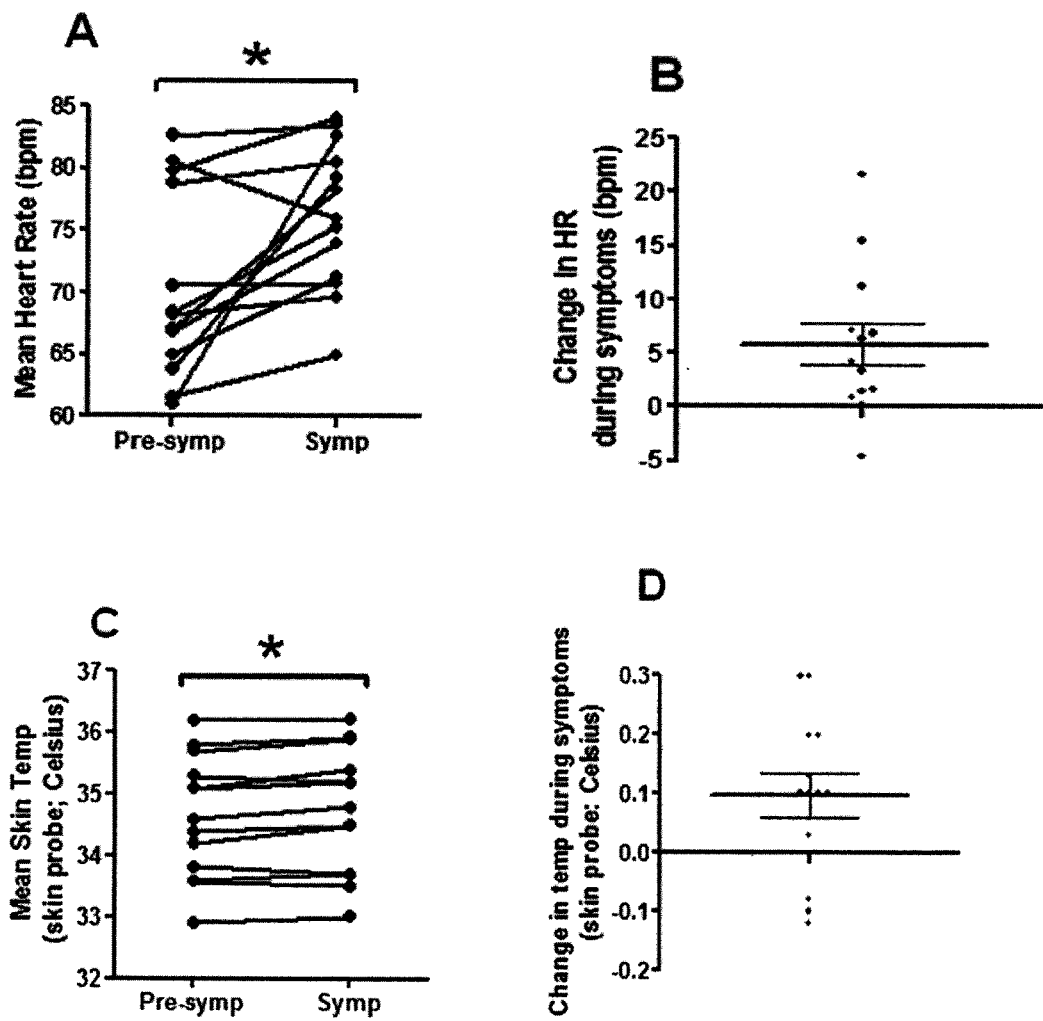 A
*
Mean Heart Rate (bpm)
85
80
75
70
65
60
Pre-symp
Symp
B
Change in HR
during symptoms (bpm)
25
20
15
10
5
0
-5
C
*
Mean Skin Temp
(skin probe; Celsius)
37
36
35
34
33
32
Pre-symp
Symp
D
Change in temp during symptoms
(skin probe: Celsius)
0.3
0.2
0.1
0.0
-0.1
-0.2